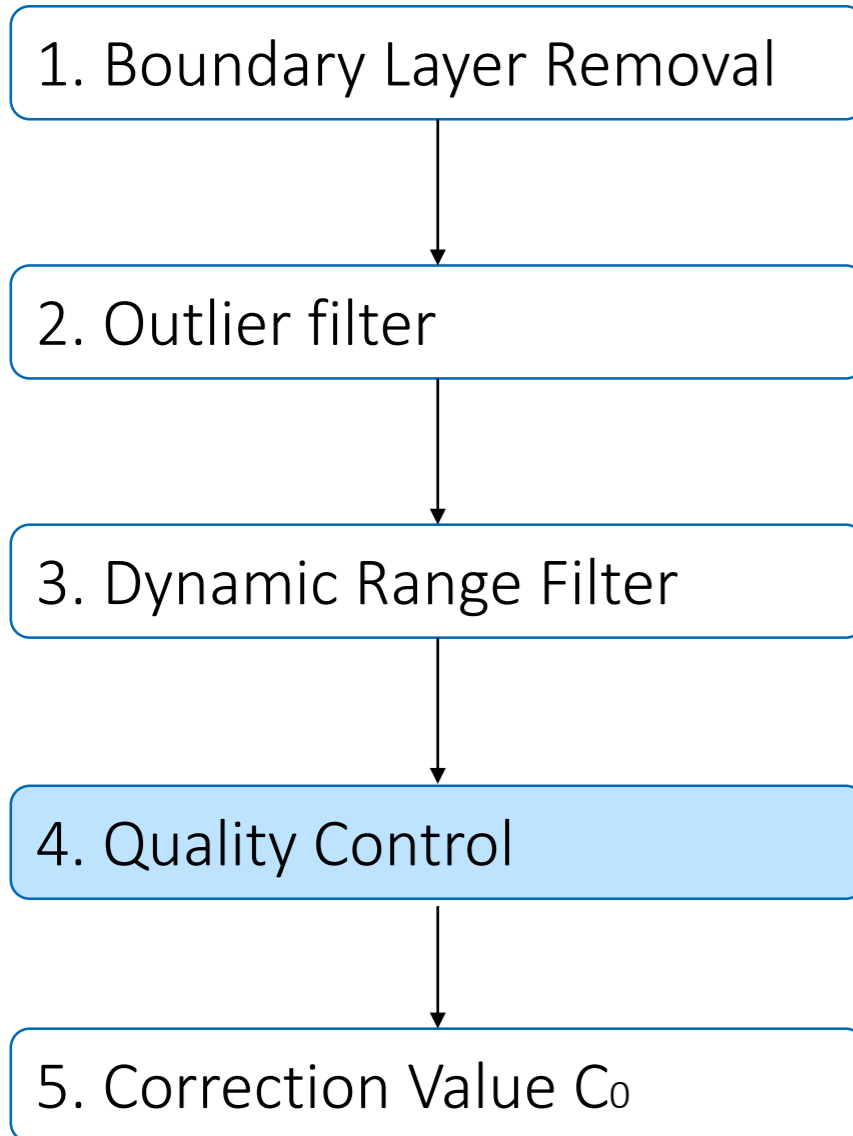 1. Boundary Layer Removal
2. Outlier filter
3. Dynamic Range Filter
4. Quality Control
5. Correction Value C₀